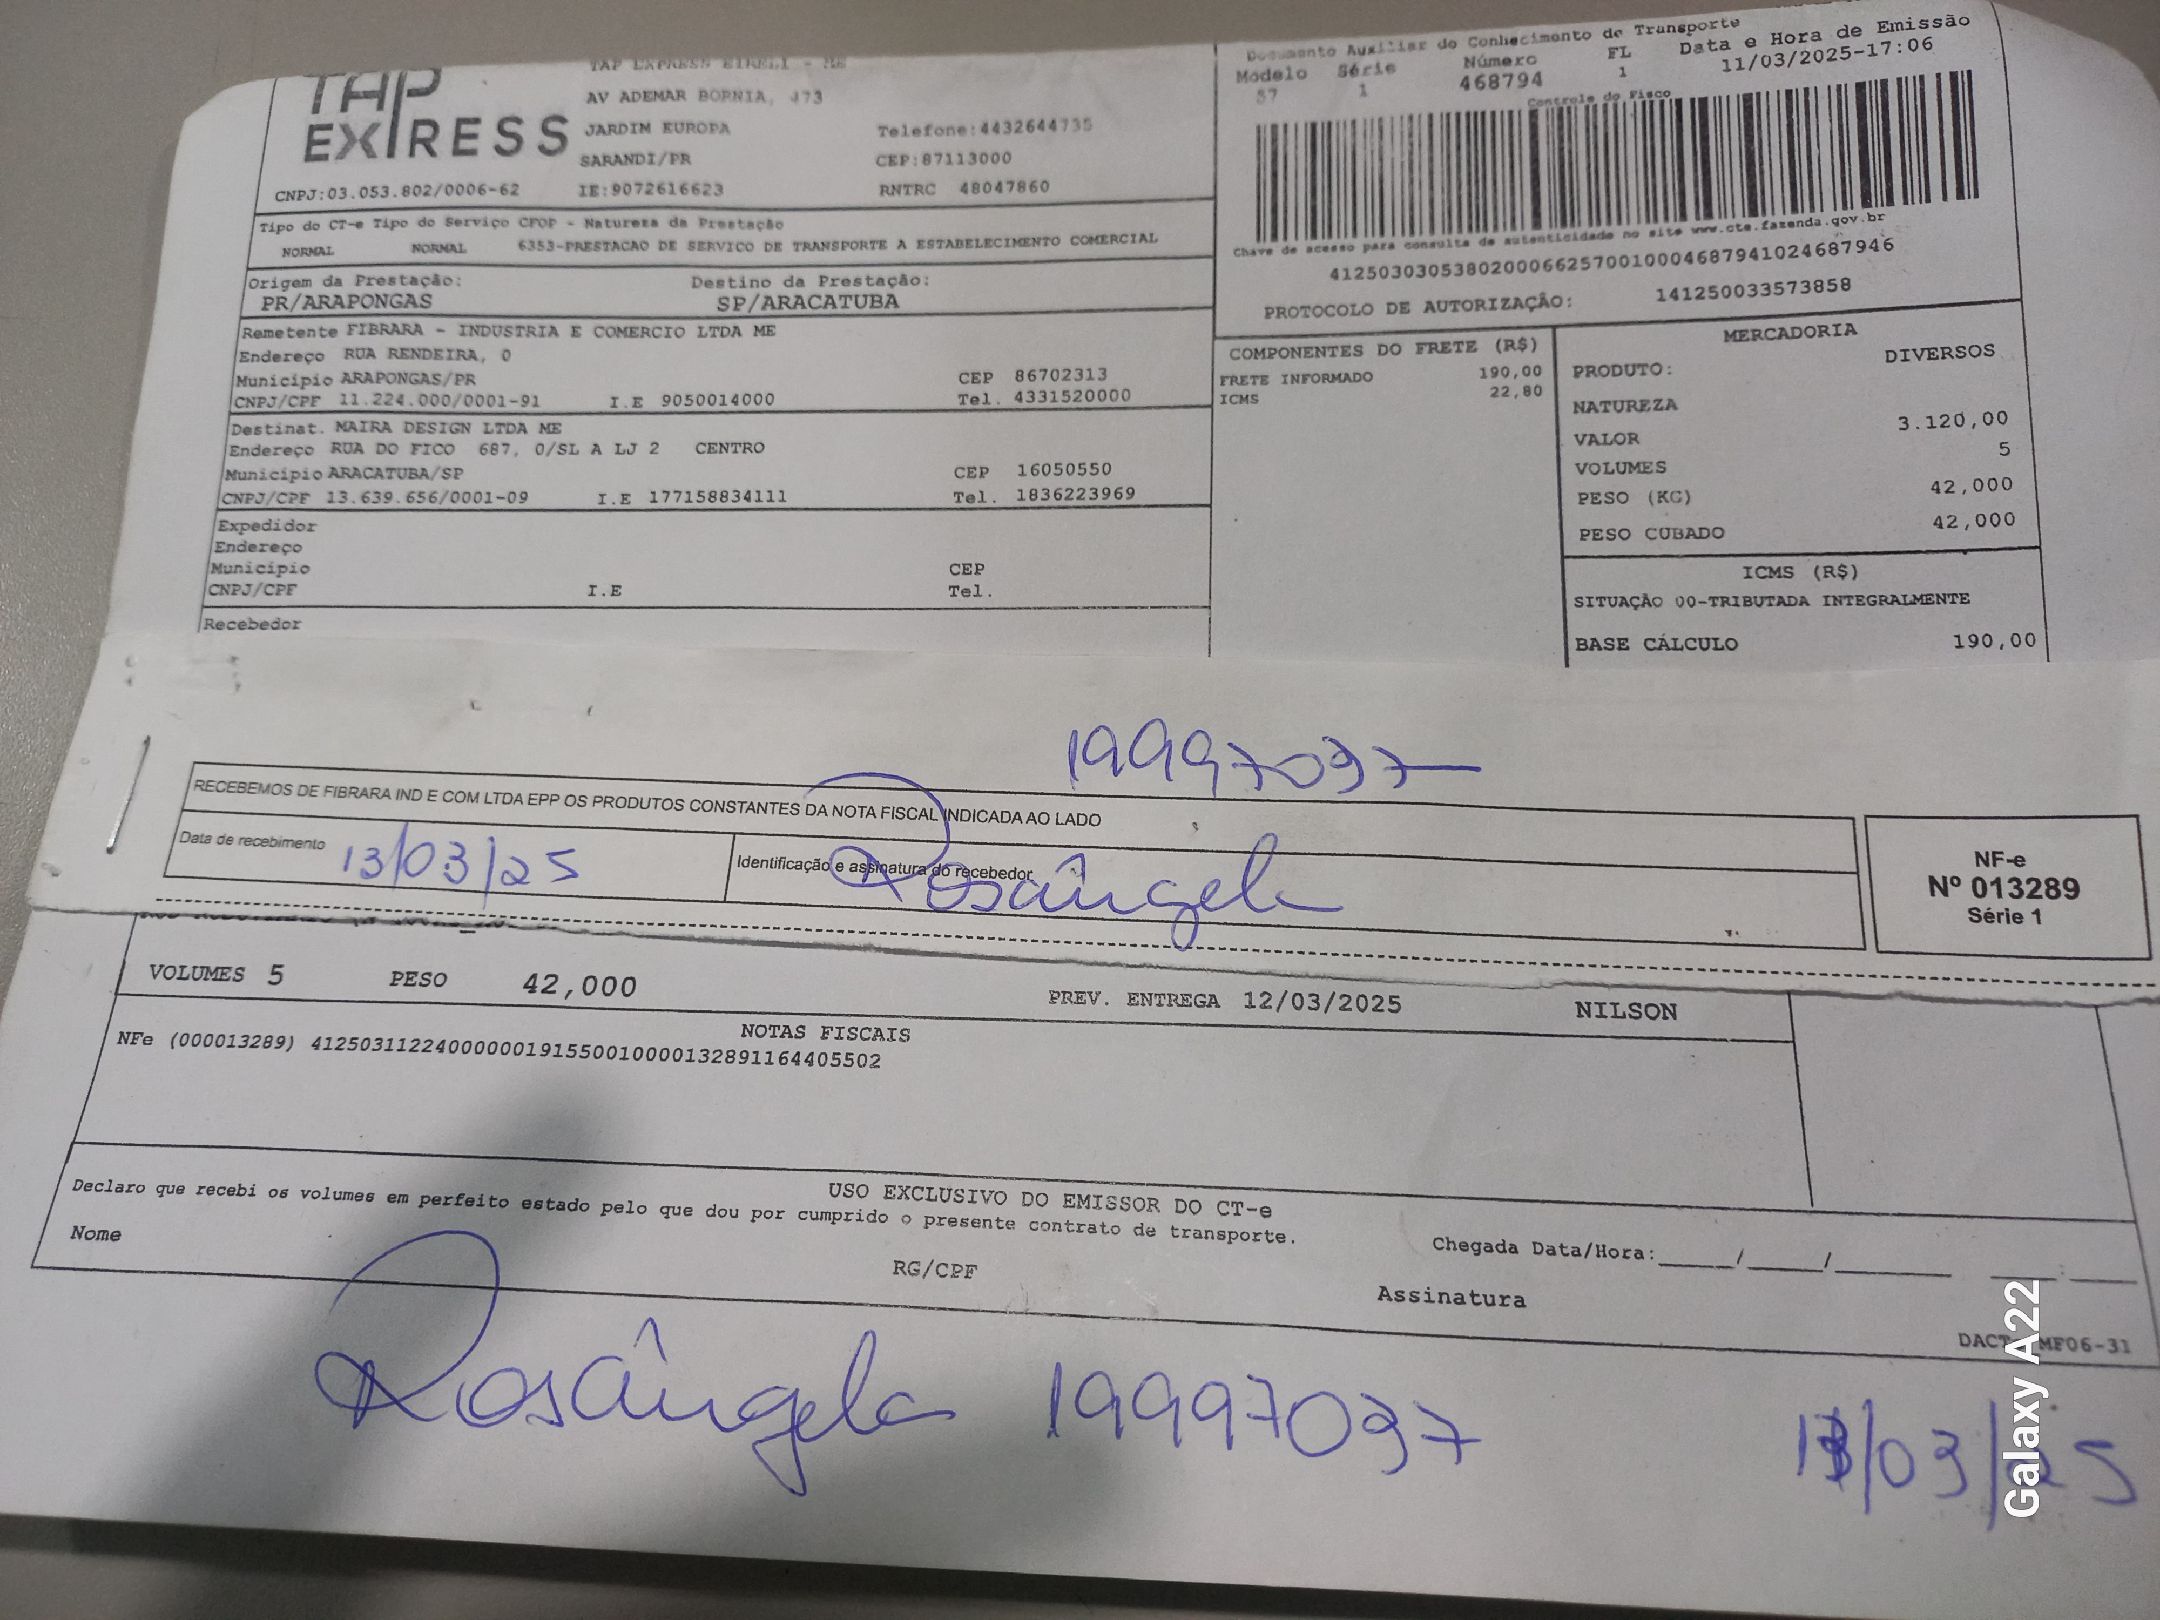 TAP EXPRESS
TAP EXPRESS EIRELI - ME
AV ADEMAR BORNIA, 473
JARDIM EUROPA Telefone:4432644735
SARANDI/PR CEP:87113000
CNPJ:03.053.802/0006-62 IE:9072616623 RNTRC 48047860
Tipo do CT-e Tipo do Serviço CFOP - Natureza da Prestação
NORMAL NORMAL 6353-PRESTACAO DE SERVICO DE TRANSPORTE A ESTABELECIMENTO COMERCIAL
Origem da Prestação: Destino da Prestação:
PR/ARAPONGAS SP/ARACATUBA
Remetente FIBRARA - INDUSTRIA E COMERCIO LTDA ME
Endereço RUA RENDEIRA, 0
Município ARAPONGAS/PR CEP 86702313
CNPJ/CPF 11.224.000/0001-91 I.E 9050014000 Tel. 4331520000
Destinat. MAIRA DESIGN LTDA ME
Endereço RUA DO FICO 687, 0/SL A LJ 2 CENTRO
Município ARACATUBA/SP CEP 16050550
CNPJ/CPF 13.639.656/0001-09 I.E 177158834111 Tel. 1836223969
Expedidor
Endereço
Município CEP
CNPJ/CPF I.E Tel.
Recebedor
Documento Auxiliar do Conhecimento de Transporte
Modelo Série Número FL Data e Hora de Emissão
57 1 468794 1 11/03/2025-17:06
Controle do Fisco
Chave de acesso para consulta de autenticidade no site www.cte.fazenda.gov.br
41250303053802000662570010004687941024687946
PROTOCOLO DE AUTORIZAÇÃO: 141250033573858
COMPONENTES DO FRETE (R$)
FRETE INFORMADO 190,00
ICMS 22,80
MERCADORIA
PRODUTO: DIVERSOS
NATUREZA
VALOR 3.120,00
VOLUMES 5
PESO (KG) 42,000
PESO CUBADO 42,000
ICMS (R$)
SITUAÇÃO 00-TRIBUTADA INTEGRALMENTE
BASE CÁLCULO 190,00
19997037
RECEBEMOS DE FIBRARA IND E COM LTDA EPP OS PRODUTOS CONSTANTES DA NOTA FISCAL INDICADA AO LADO
Data de recebimento 13/03/25
Identificação e assinatura do recebedor Rosângela
NF-e
Nº 013289
Série 1
VOLUMES 5 PESO 42,000 PREV. ENTREGA 12/03/2025 NILSON
NOTAS FISCAIS
NFe (000013289) 41250311224000000191550010000132891164405502
USO EXCLUSIVO DO EMISSOR DO CT-e
Declaro que recebi os volumes em perfeito estado pelo que dou por cumprido o presente contrato de transporte.
Nome RG/CPF Assinatura Chegada Data/Hora:_____/_____/________ ____:____
DACT MF06-31
Rosângela 19997037 13/03/25
Galaxy A22